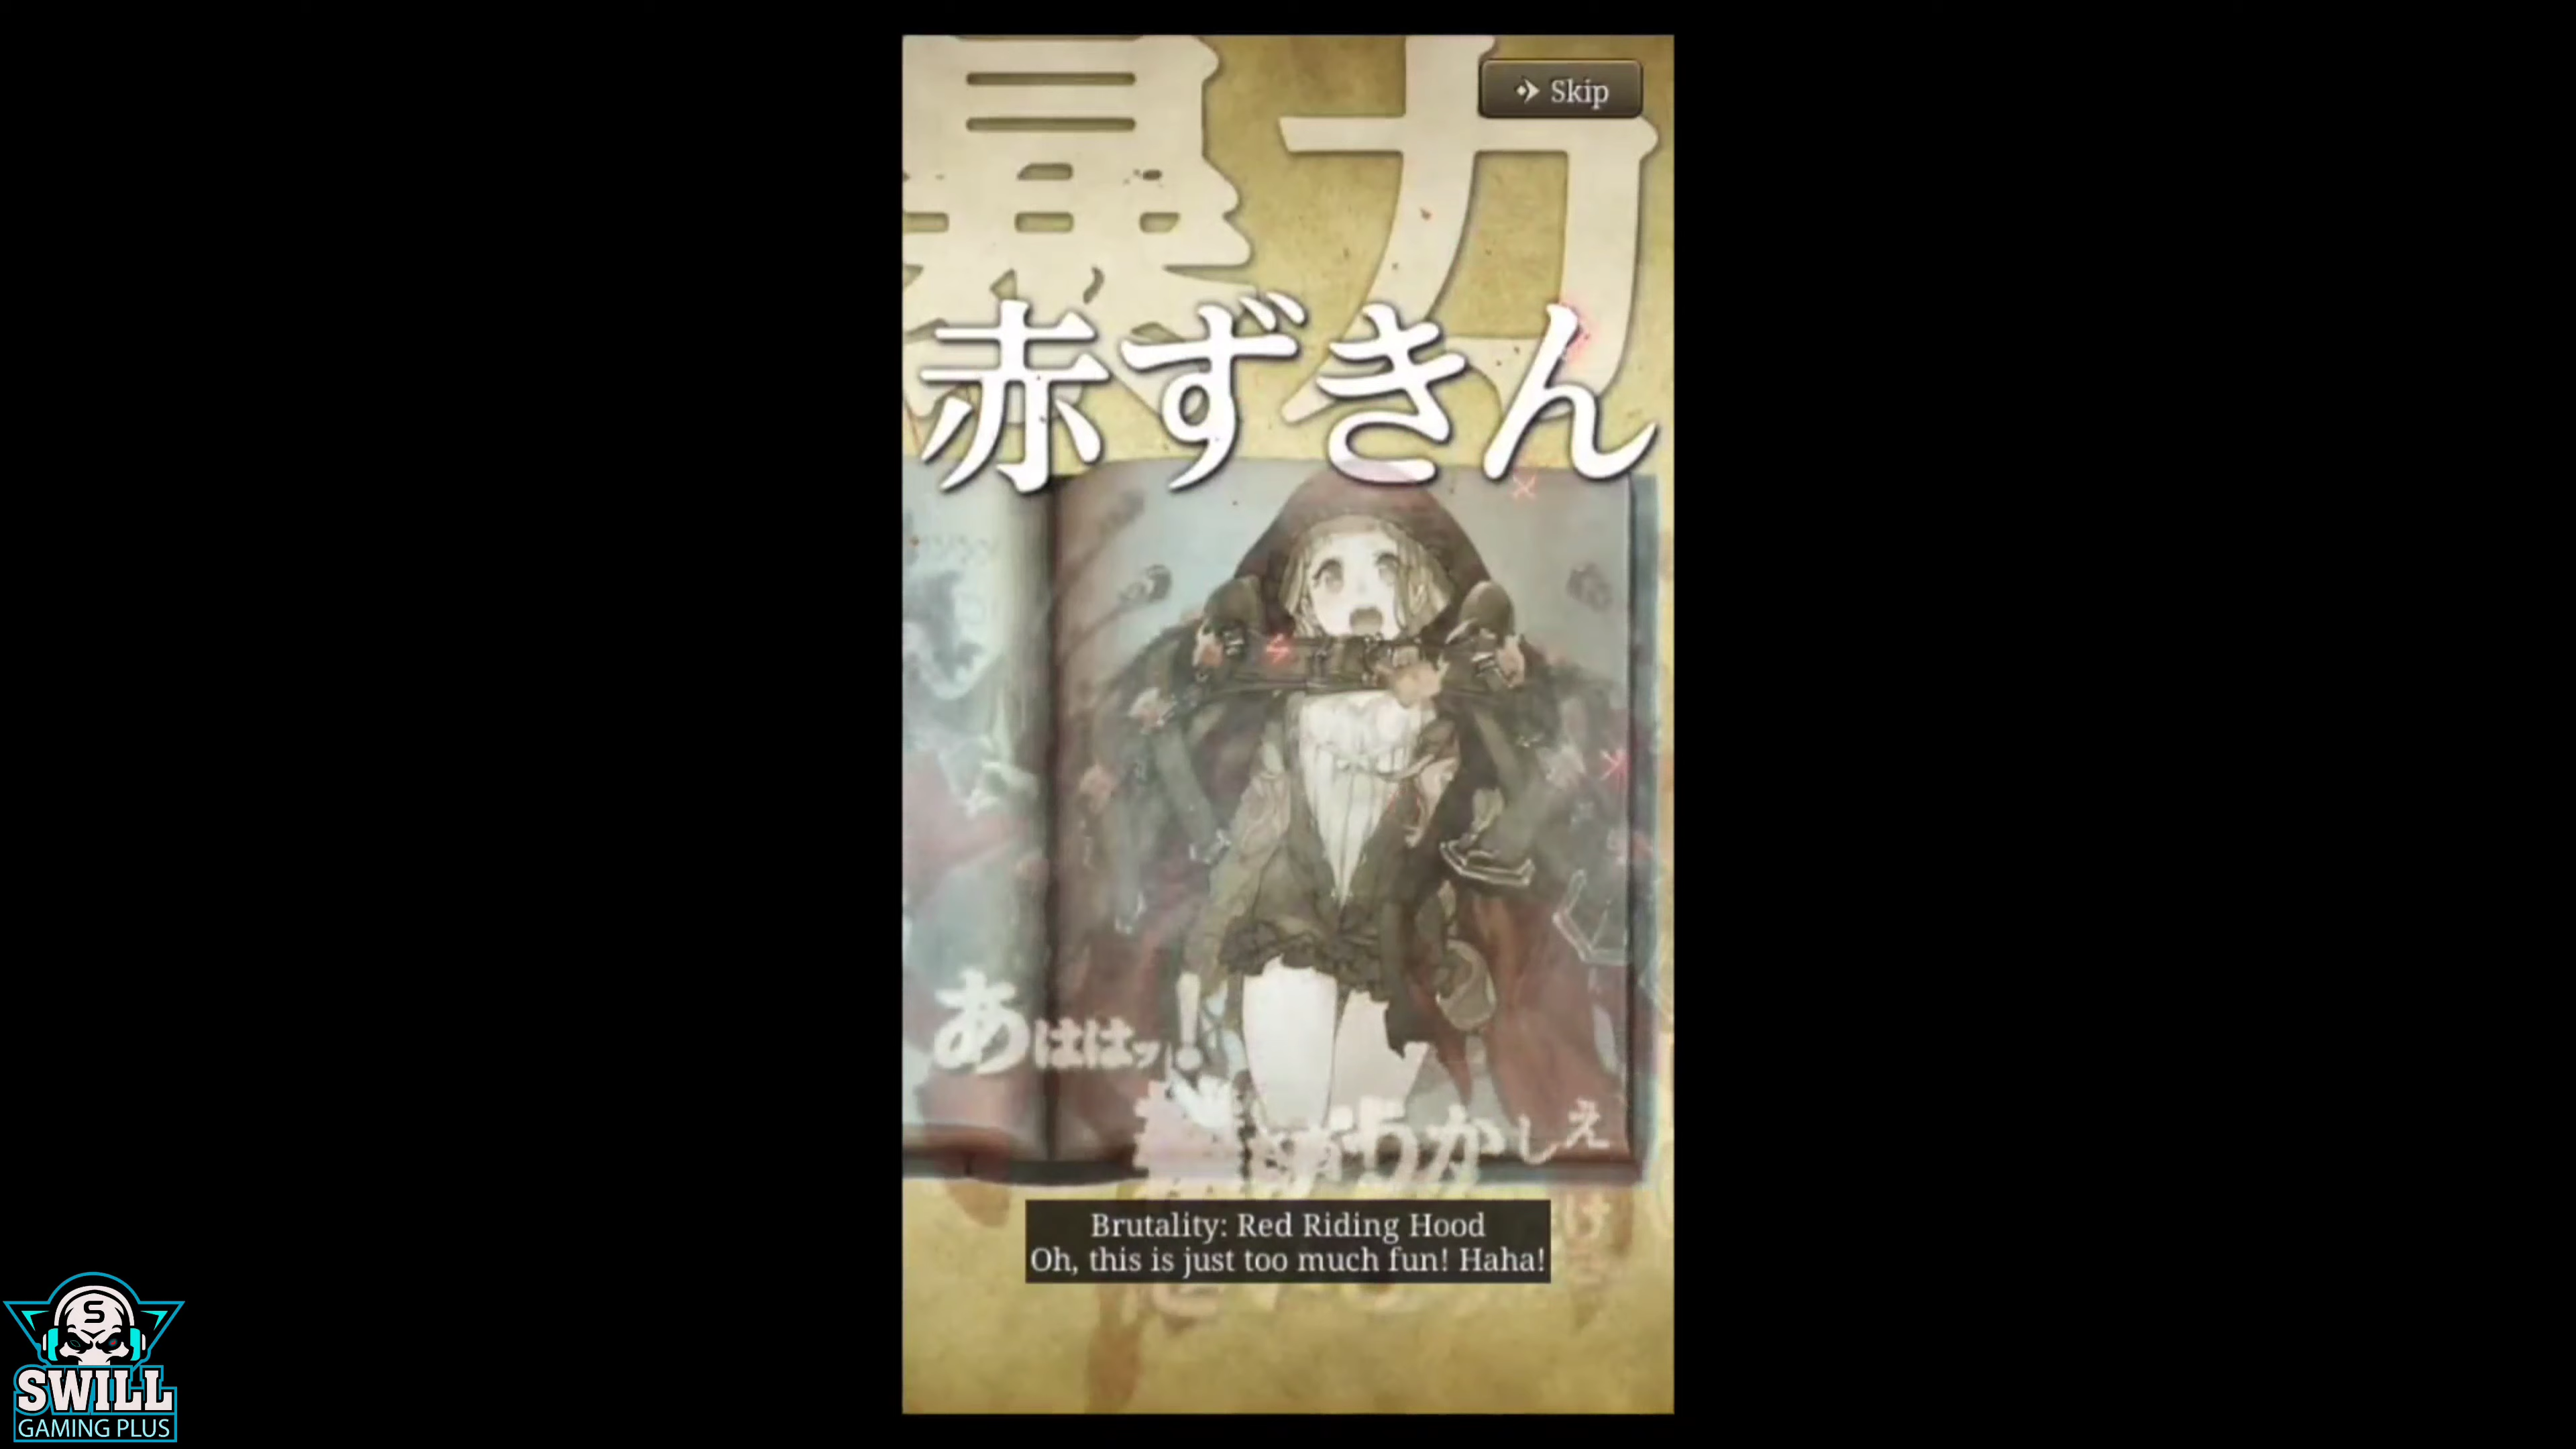 Skip
暴力
赤ずきん
あははッ!
Brutality: Red Riding Hood
Oh, this is just too much fun! Haha!
S
SWILL
GAMING PLUS